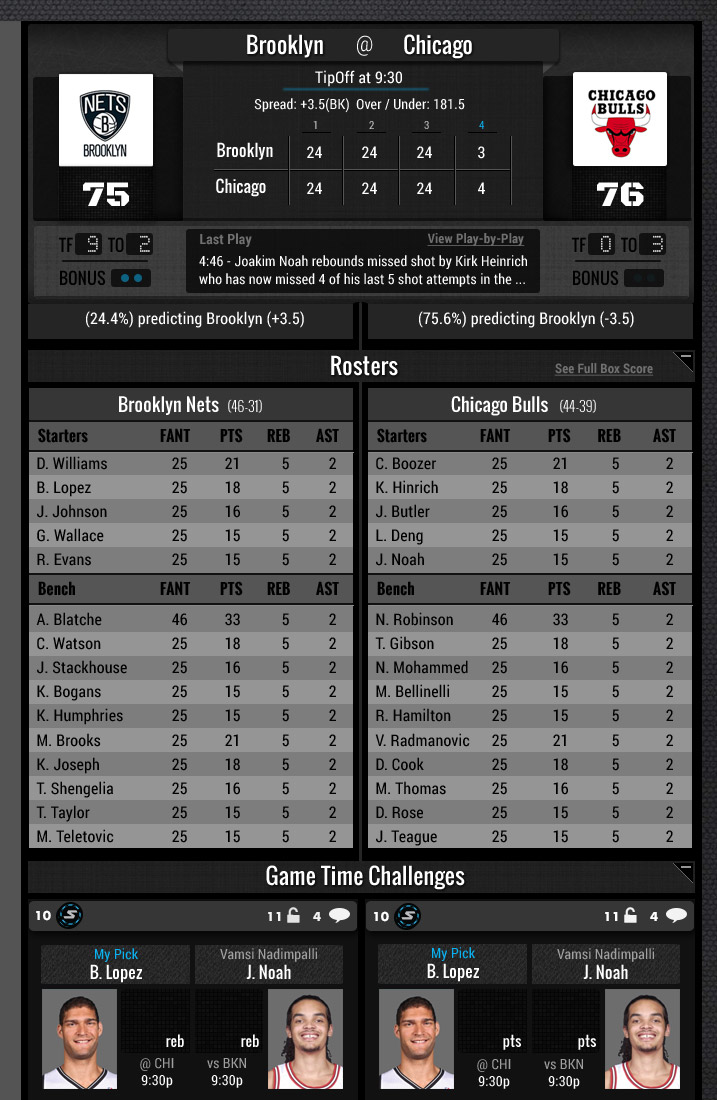 Brooklyn @ Chicago
TipOff at 9:30
Spread: +3.5(BK) Over / Under: 181.5
NETS
B
BROOKLYN
CHICAGO
BULLS
1 2 3 4
Brooklyn 24 24 24 3
Chicago 24 24 24 4
75
76
TF 9 TO 2
BONUS
Last Play View Play-by-Play
4:46 - Joakim Noah rebounds missed shot by Kirk Heinrich
who has now missed 4 of his last 5 shot attempts in the ...
TF 0 TO 3
BONUS
(24.4%) predicting Brooklyn (+3.5)
(75.6%) predicting Brooklyn (-3.5)
Rosters
See Full Box Score
Brooklyn Nets (46-31)
Starters FANT PTS REB AST
D. Williams 25 21 5 2
B. Lopez 25 18 5 2
J. Johnson 25 16 5 2
G. Wallace 25 15 5 2
R. Evans 25 15 5 2
Bench FANT PTS REB AST
A. Blatche 46 33 5 2
C. Watson 25 18 5 2
J. Stackhouse 25 16 5 2
K. Bogans 25 15 5 2
K. Humphries 25 15 5 2
M. Brooks 25 21 5 2
K. Joseph 25 18 5 2
T. Shengelia 25 16 5 2
T. Taylor 25 15 5 2
M. Teletovic 25 15 5 2
Chicago Bulls (44-39)
Starters FANT PTS REB AST
C. Boozer 25 21 5 2
K. Hinrich 25 18 5 2
J. Butler 25 16 5 2
L. Deng 25 15 5 2
J. Noah 25 15 5 2
Bench FANT PTS REB AST
N. Robinson 46 33 5 2
T. Gibson 25 18 5 2
N. Mohammed 25 16 5 2
M. Bellinelli 25 15 5 2
R. Hamilton 25 15 5 2
V. Radmanovic 25 21 5 2
D. Cook 25 18 5 2
M. Thomas 25 16 5 2
D. Rose 25 15 5 2
J. Teague 25 15 5 2
Game Time Challenges
10 S 11 4
My Pick
B. Lopez
Vamsi Nadimpalli
J. Noah
reb
@ CHI
9:30p
reb
vs BKN
9:30p
10 S 11 4
My Pick
B. Lopez
Vamsi Nadimpalli
J. Noah
pts
@ CHI
9:30p
pts
vs BKN
9:30p